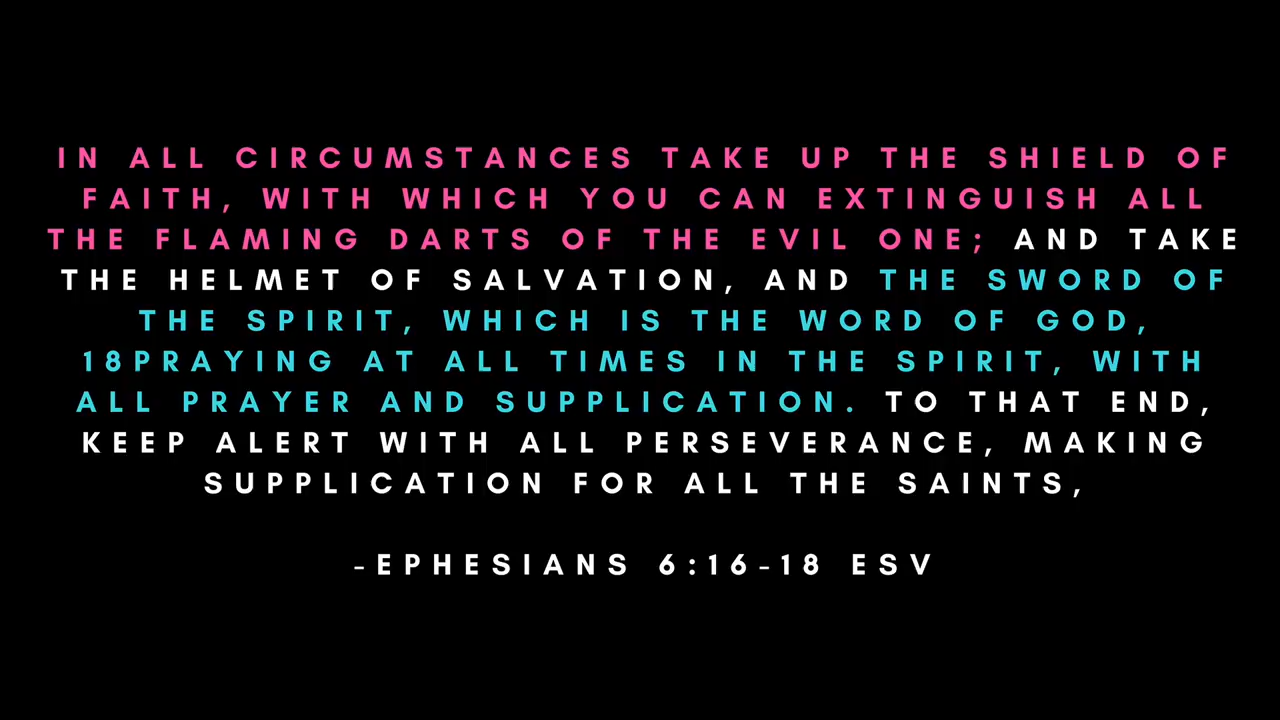 IN ALL CIRCUMSTANCES TAKE UP THE SHIELD OF
FAITH, WITH WHICH YOU CAN EXTINGUISH ALL
THE FLAMING DARTS OF THE EVIL ONE; AND TAKE
THE HELMET OF SALVATION, AND THE SWORD OF
THE SPIRIT, WHICH IS THE WORD OF GOD,
18PRAYING AT ALL TIMES IN THE SPIRIT, WITH
ALL PRAYER AND SUPPLICATION. TO THAT END,
KEEP ALERT WITH ALL PERSEVERANCE, MAKING
SUPPLICATION FOR ALL THE SAINTS,
-EPHESIANS 6:16-18 ESV